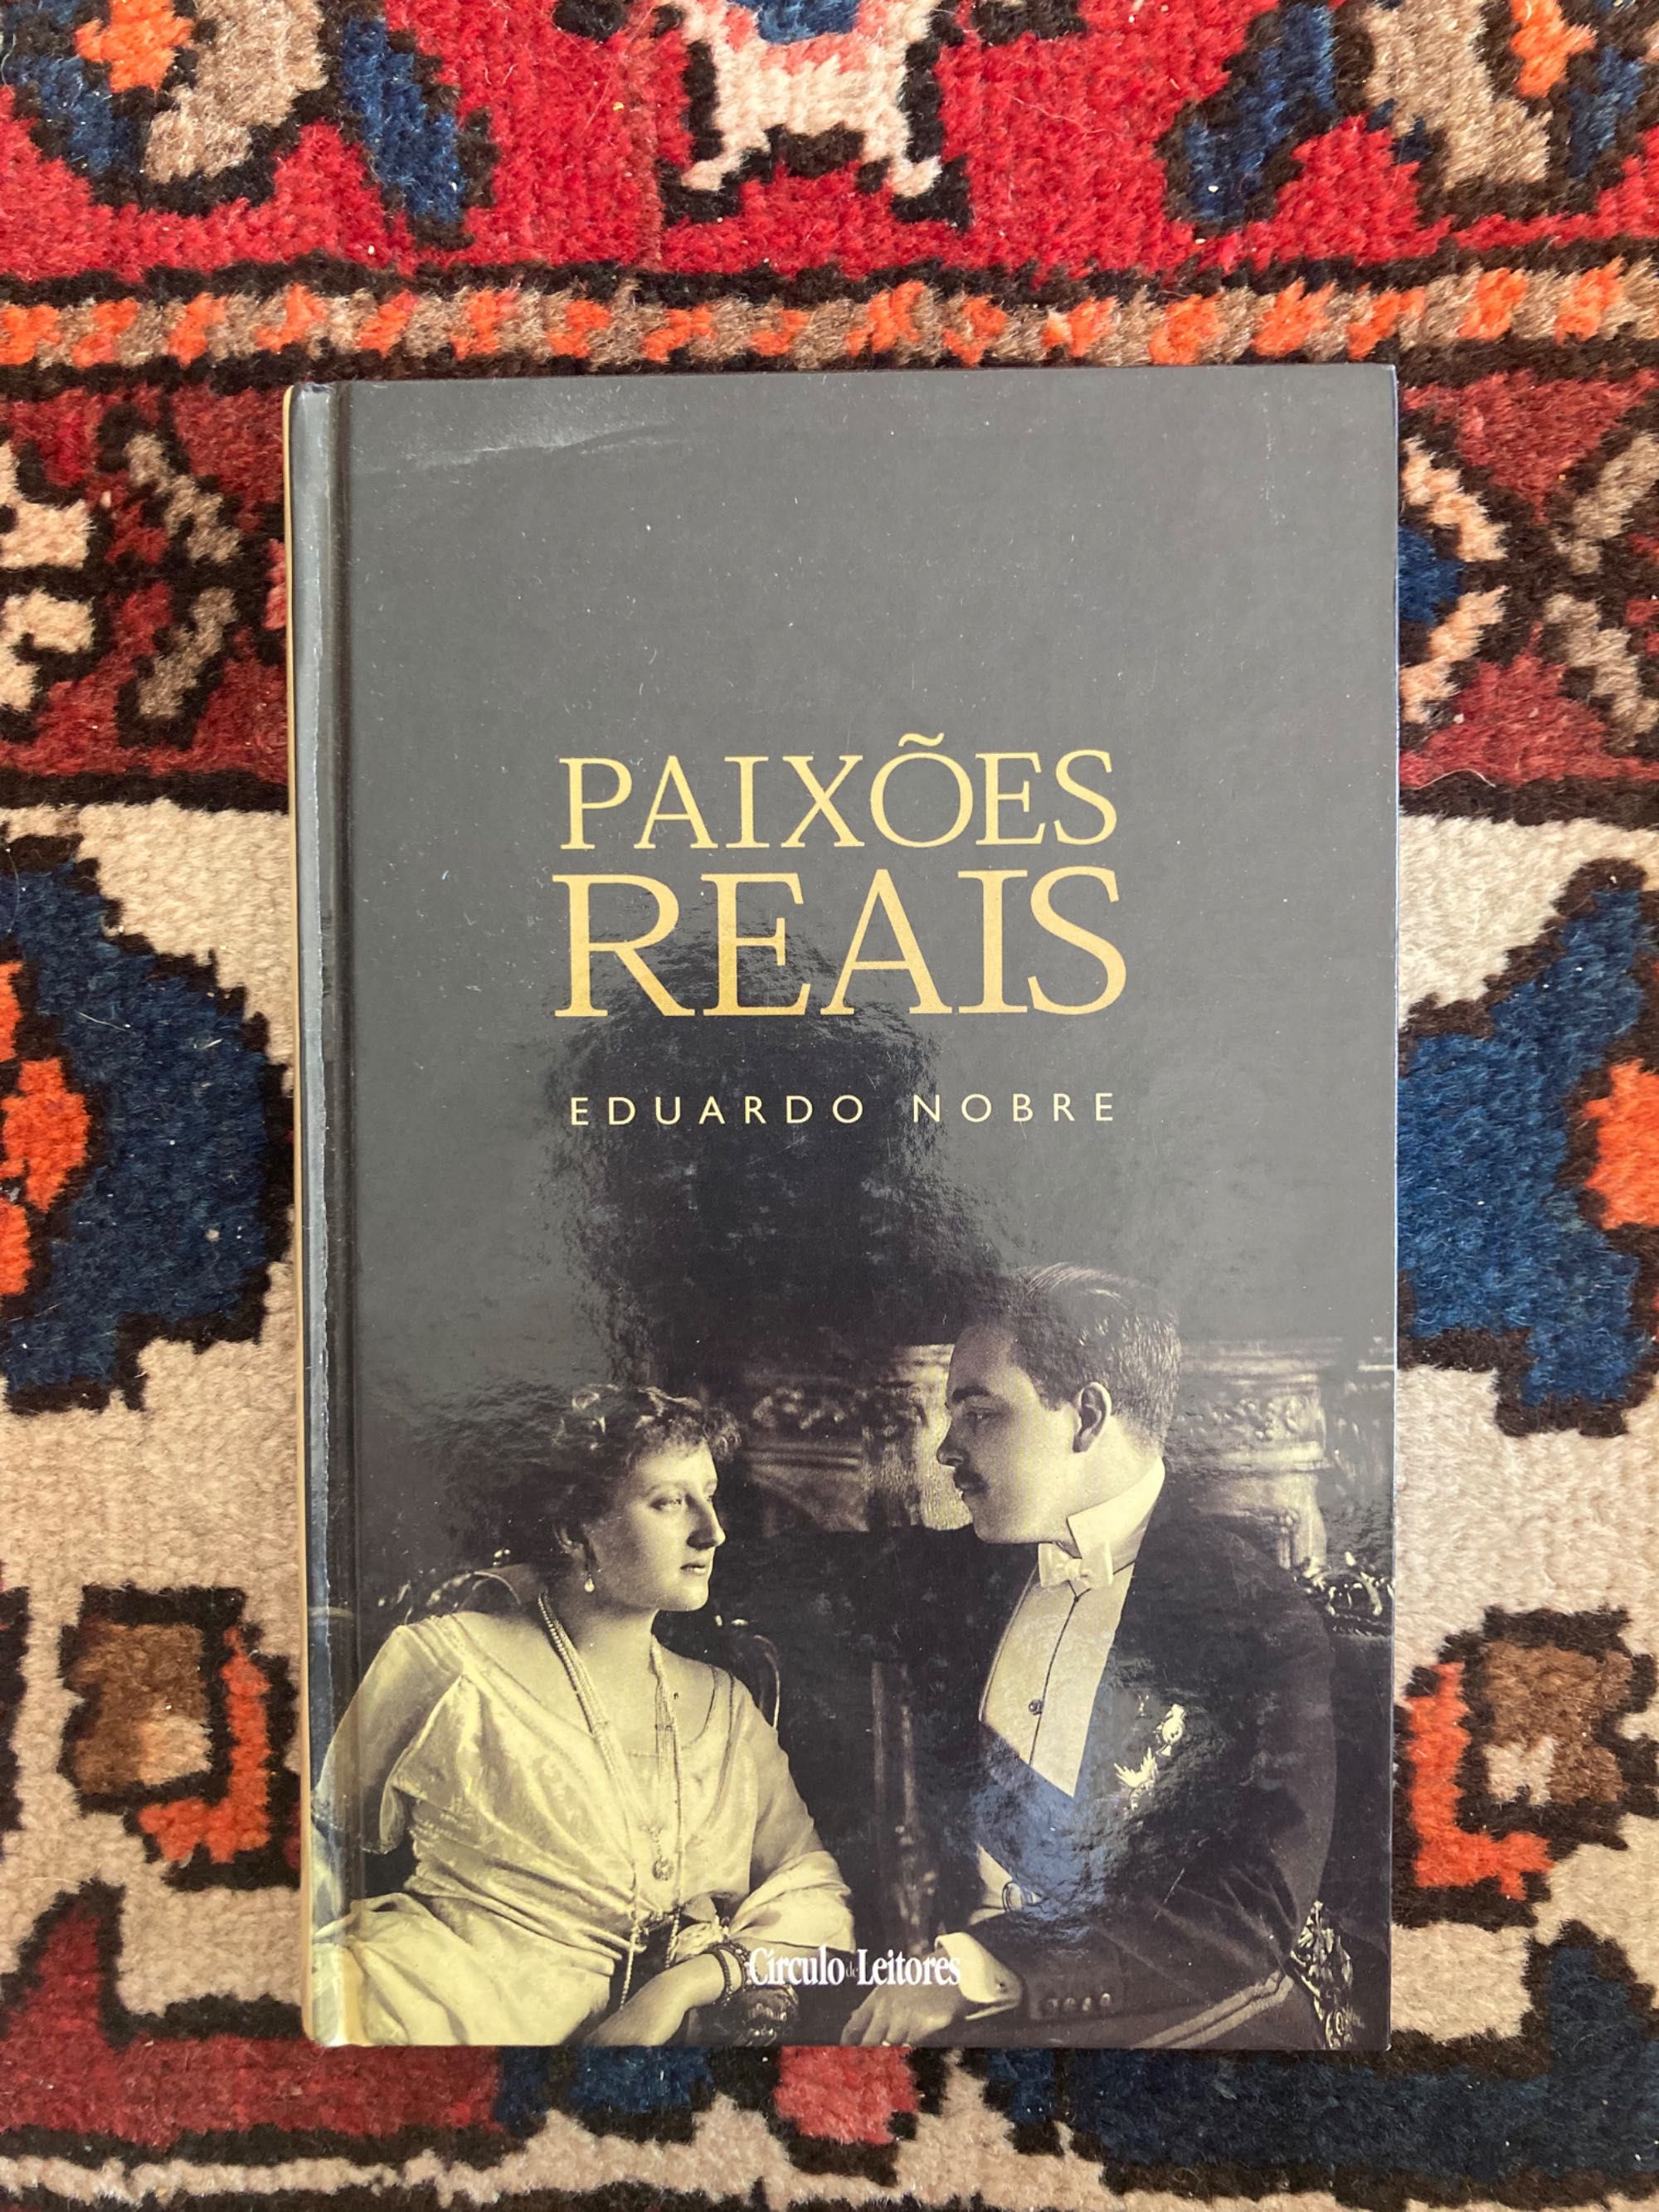 PAIXÕES
REAIS
EDUARDO NOBRE
Círculo de Leitores